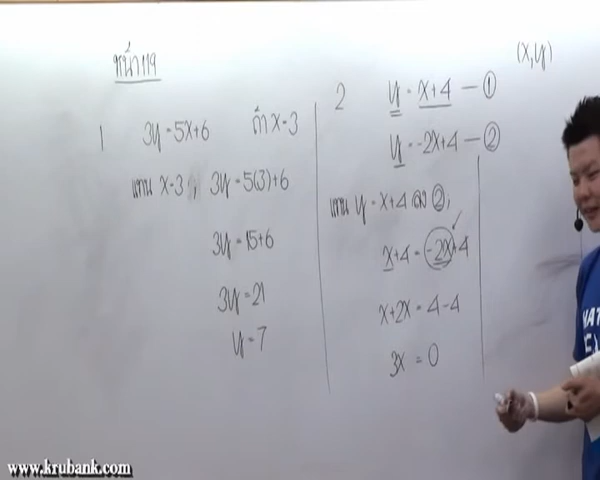 หน้า 119
(x,y)
1
3y = 5x+6 ถ้า x=3
แทน x=3 ; 3y = 5(3)+6
3y = 15+6
3y = 21
y = 7
2
y = x+4 — ①
y = -2x+4 — ②
แทน y = x+4 ลง ②,
x+4 = -2x+4
x+2x = 4-4
3x = 0
www.krubank.com